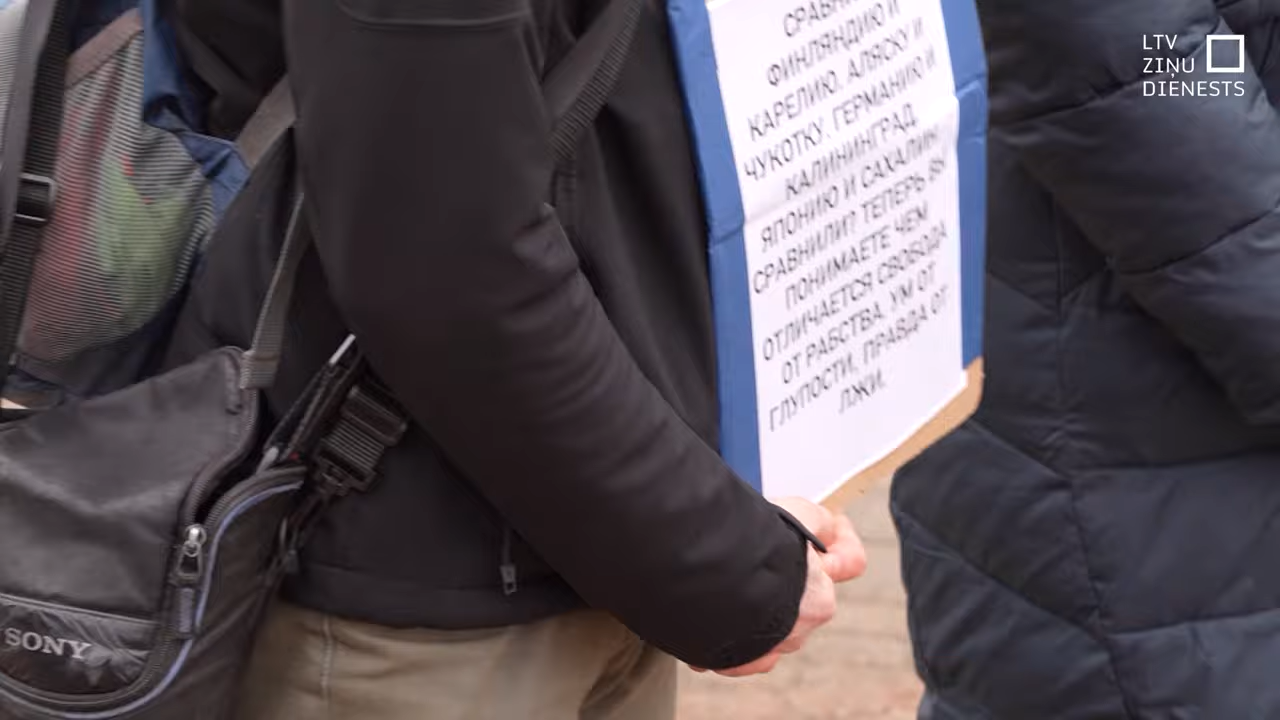 СРАВНИ
ФИНЛЯНДИЮ И
КАРЕЛИЮ. АЛЯСКУ И
ЧУКОТКУ. ГЕРМАНИЮ И
КАЛИНИНГРАД.
ЯПОНИЮ И САХАЛИН.
СРАВНИЛИ? ТЕПЕРЬ ВЫ
ПОНИМАЕТЕ ЧЕМ
ОТЛИЧАЕТСЯ СВОБОДА
ОТ РАБСТВА. УМ ОТ
ГЛУПОСТИ. ПРАВДА ОТ
ЛЖИ.
LTV
ZIŅU
DIENESTS
SONY